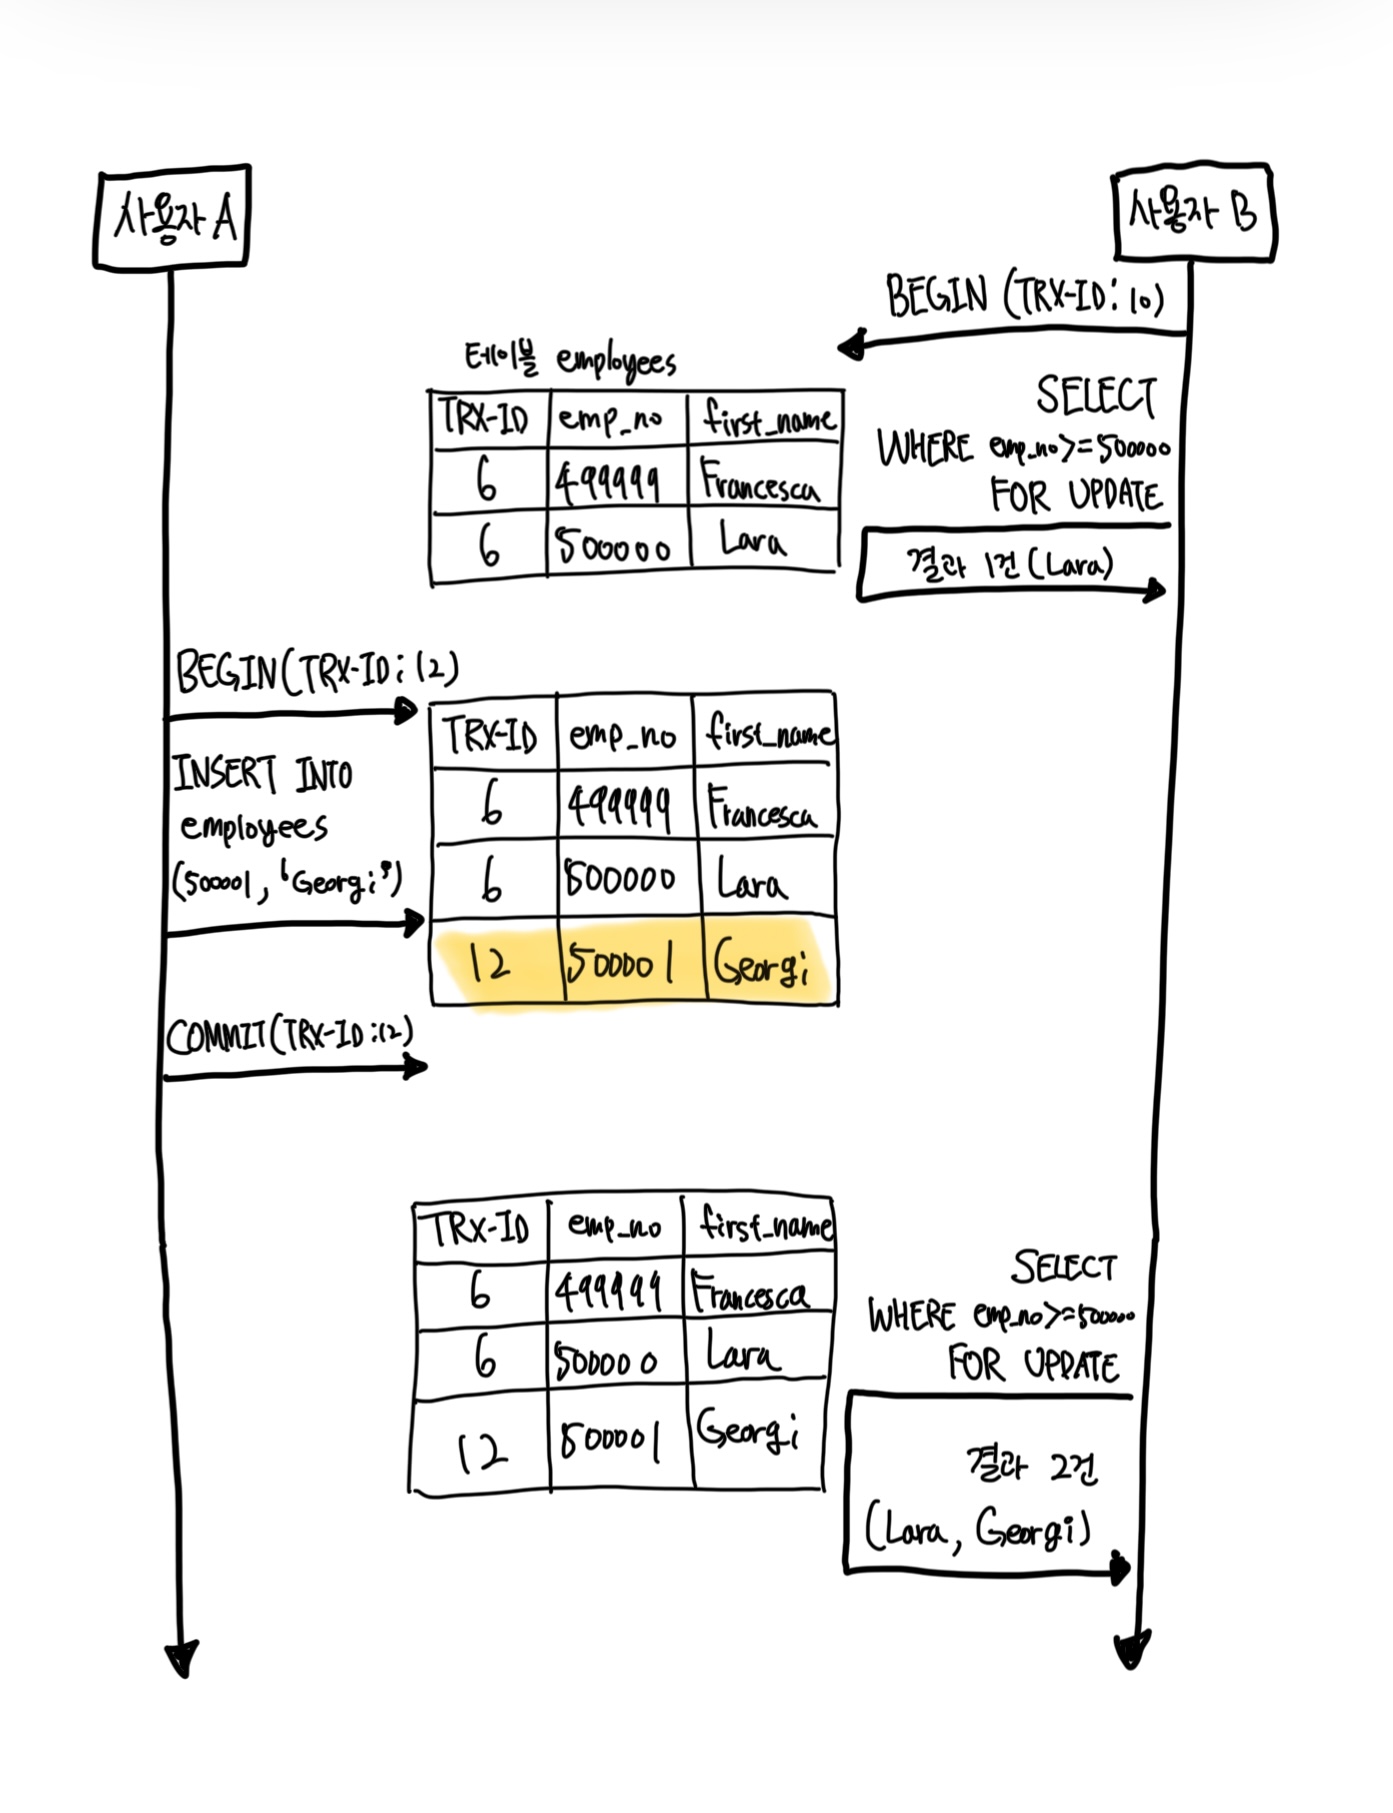 사용자 A
사용자 B
BEGIN (TRX-ID: 10)
테이블 employees
TRX-ID emp_no first_name
6 499999 Francesca
6 500000 Lara
SELECT
WHERE emp_no>=500000
FOR UPDATE
결과 1건 (Lara)
BEGIN(TRX-ID: 12)
INSERT INTO
employees
(500001, 'Georgi')
TRX-ID emp_no first_name
6 499999 Francesca
6 500000 Lara
12 500001 Georgi
COMMIT(TRX-ID:12)
TRX-ID emp_no first_name
6 499999 Francesca
6 500000 Lara
12 500001 Georgi
SELECT
WHERE emp_no>=500000
FOR UPDATE
결과 2건
(Lara, Georgi)